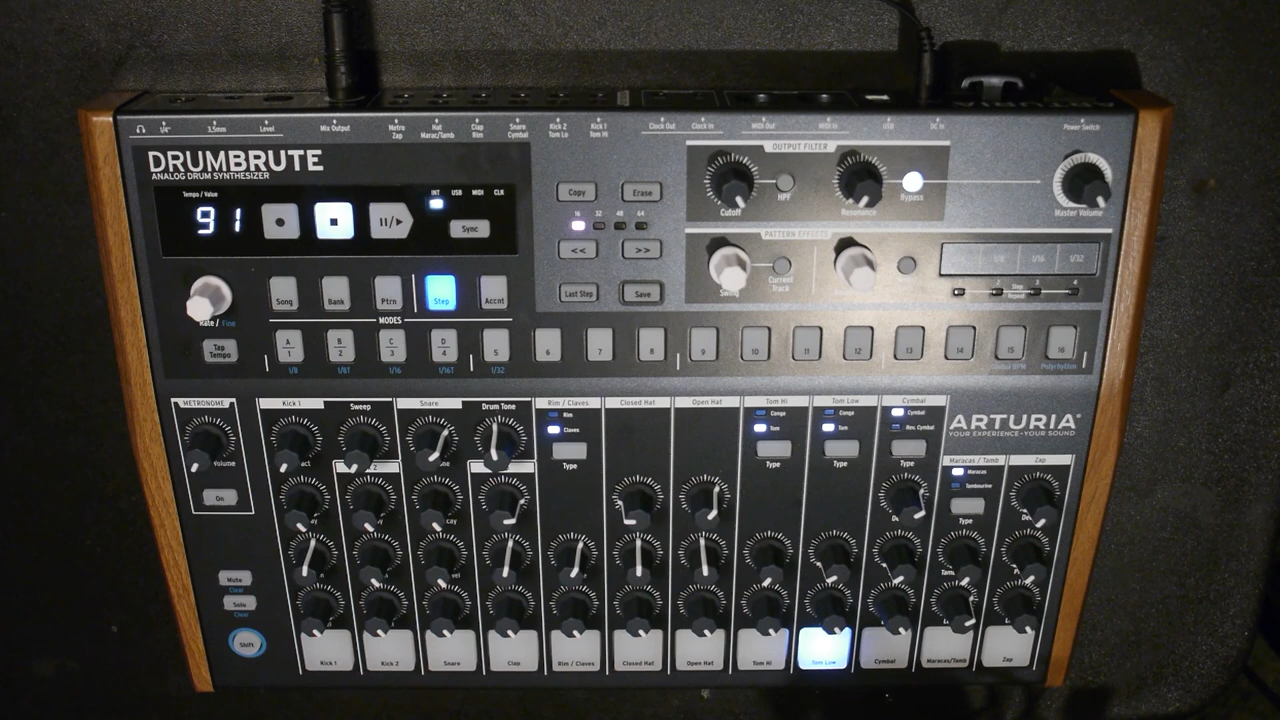 1/4" 3,5mm Level Mix Output Metro Zap Hat Marac/Tamb Clap Rim Snare Cymbal Kick 2 Tom Lo Kick 1 Tom Hi Clock Out Clock In MIDI Out MIDI In USB DC In Power Switch
ARTURIA
DRUMBRUTE
ANALOG DRUM SYNTHESIZER
OUTPUT FILTER
Cutoff HPF Resonance Bypass Master Volume
Tempo / Value
INT USB MIDI CLK
91
Sync
Copy Erase
16 32 48 64
<< >>
Last Step Save
PATTERN EFFECTS
Swing Current Track
1/8 1/16 1/32
Step Repeat
Rate / Fine
Song Bank Ptrn Step Accnt
MODES
Tap Tempo
A 1 B 2 C 3 D 4 5 6 7 8 9 10 11 12 13 14 15 16
1/8 1/8T 1/16 1/16T 1/32 Global BPM Polyrhythm
METRONOME Kick 1 Sweep Snare Drum Tone Rim / Claves Closed Hat Open Hat Tom Hi Tom Low Cymbal
Rim
Claves
Type
Conga
Tom
Type
Conga
Tom
Type
Cymbal
Rev. Cymbal
Type
ARTURIA
YOUR EXPERIENCE • YOUR SOUND
Volume
On
Maracas / Tamb Zap
Maracas
Tambourine
Type
Mute
Clear
Solo
Clear
Shift
Kick 1 Kick 2 Snare Clap Rim / Claves Closed Hat Open Hat Tom Hi Tom Low Cymbal Maracas/Tamb Zap